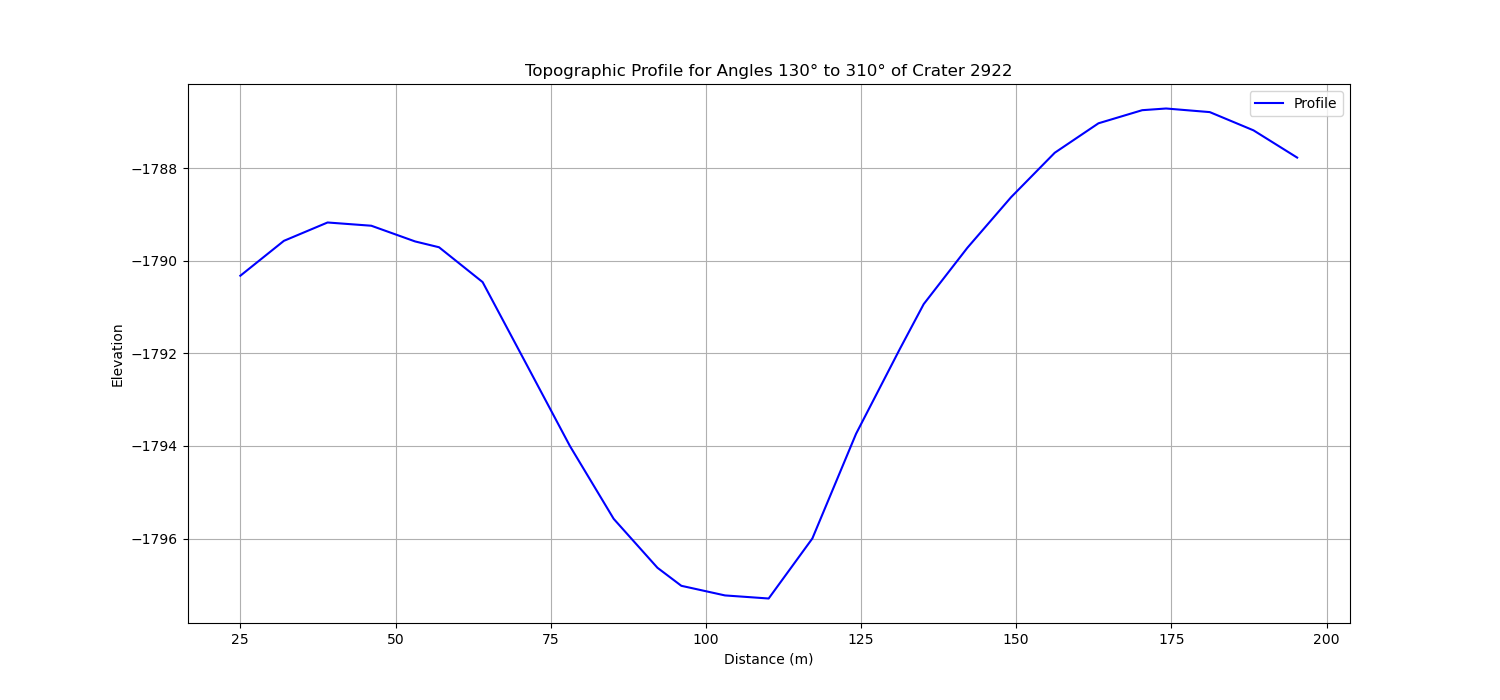 Topographic Profile for Angles 130° to 310° of Crater 2922
Profile
−1788
−1790
−1792
−1794
−1796
Elevation
25 50 75 100 125 150 175 200
Distance (m)